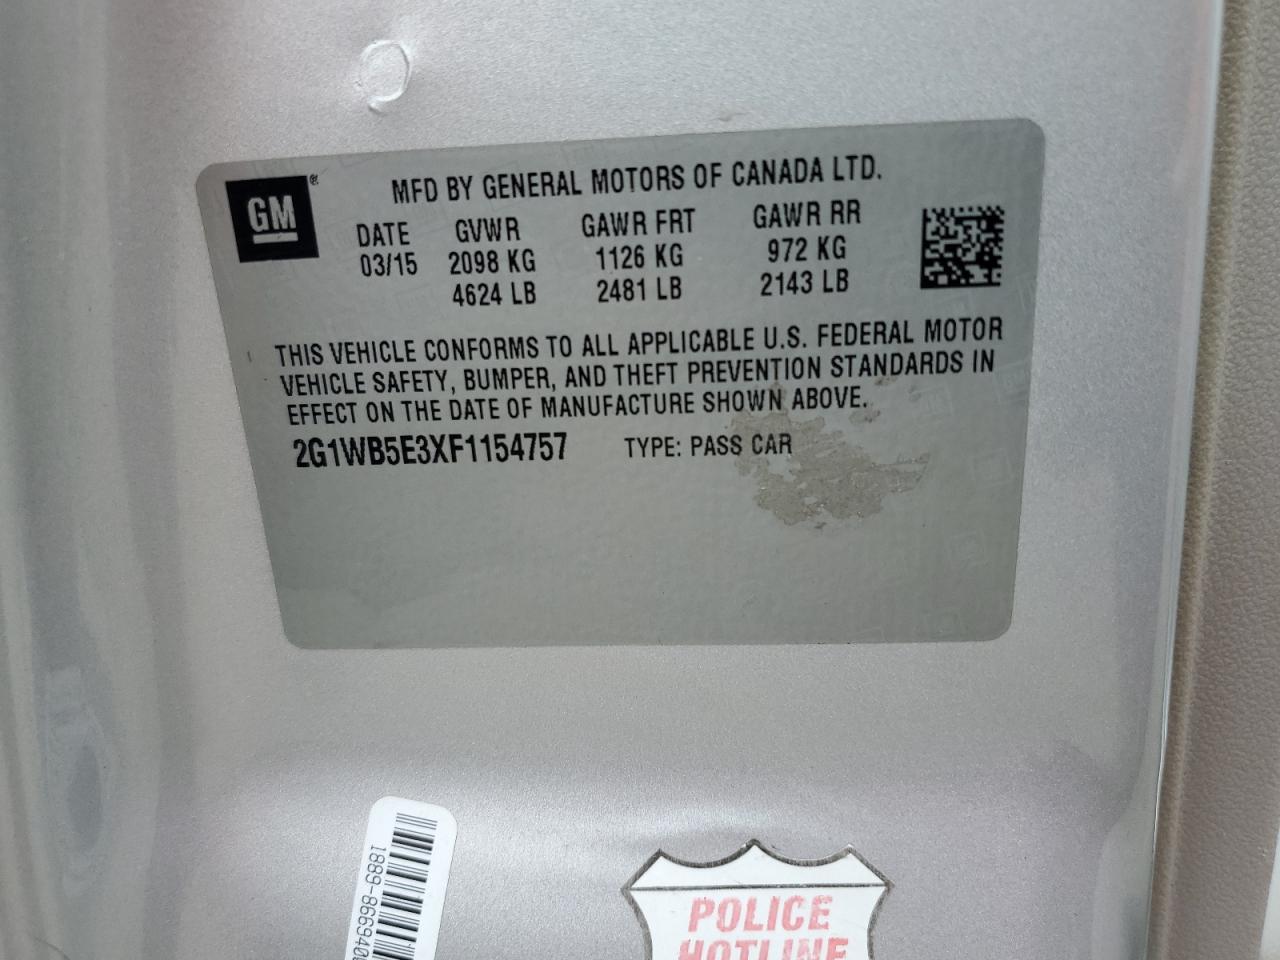 GM®
MFD BY GENERAL MOTORS OF CANADA LTD.
DATE GVWR GAWR FRT GAWR RR
03/15 2098 KG 1126 KG 972 KG
4624 LB 2481 LB 2143 LB
THIS VEHICLE CONFORMS TO ALL APPLICABLE U.S. FEDERAL MOTOR
VEHICLE SAFETY, BUMPER, AND THEFT PREVENTION STANDARDS IN
EFFECT ON THE DATE OF MANUFACTURE SHOWN ABOVE.
2G1WB5E3XF1154757 TYPE: PASS CAR
POLICE
HOTLINE